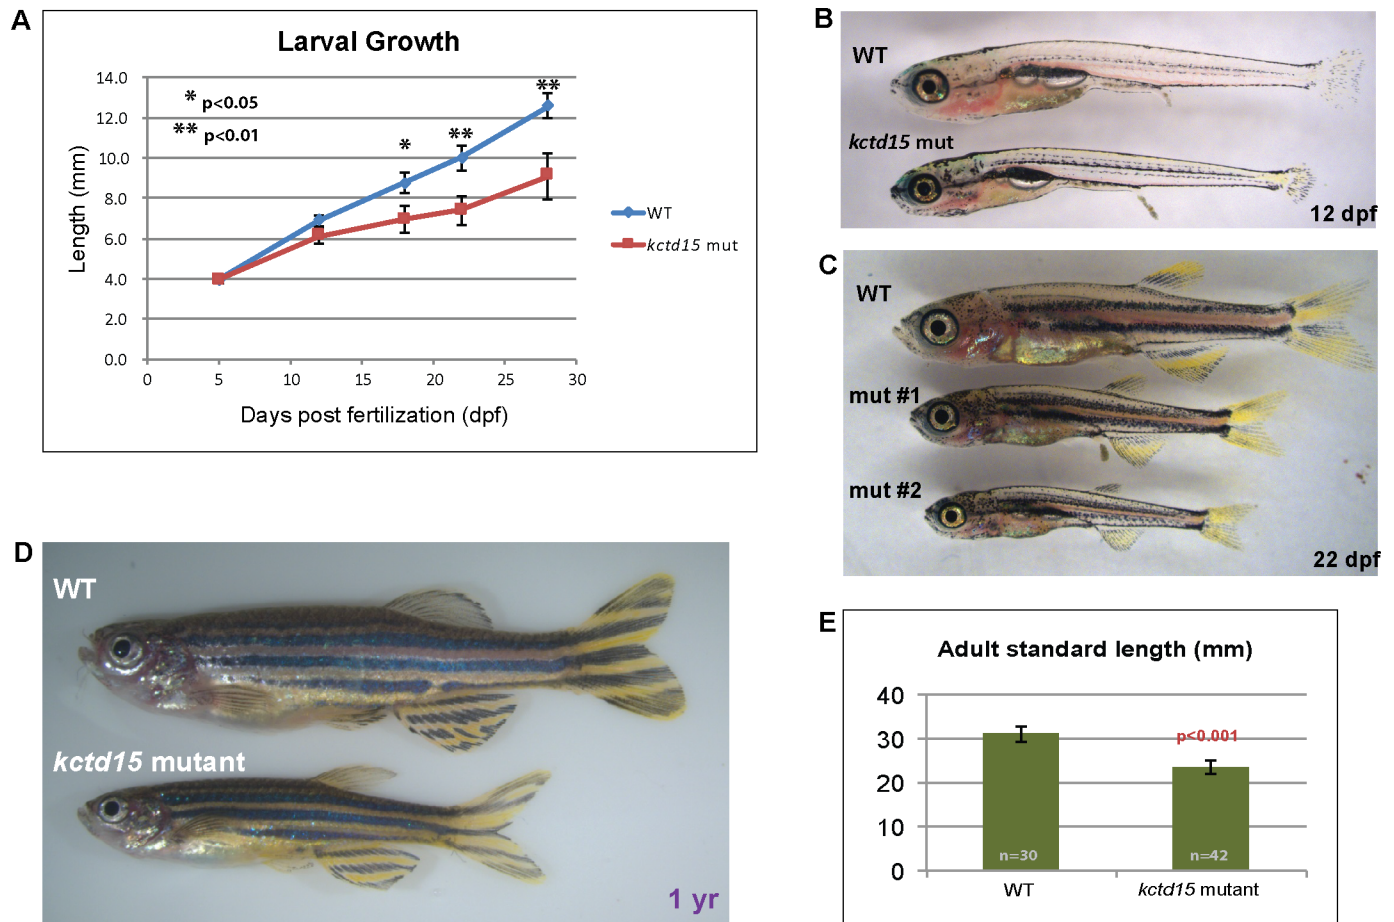 A
Larval Growth
14.0
12.0
10.0
8.0
6.0
4.0
2.0
0.0
Length (mm)
* p<0.05
** p<0.01
*
**
**
0 5 10 15 20 25 30
Days post fertilization (dpf)
WT
kctd15 mut
B
WT
kctd15 mut
12 dpf
C
WT
mut #1
mut #2
22 dpf
D
WT
kctd15 mutant
1 yr
E
Adult standard length (mm)
40
30
20
10
0
p<0.001
n=30 n=42
WT kctd15 mutant